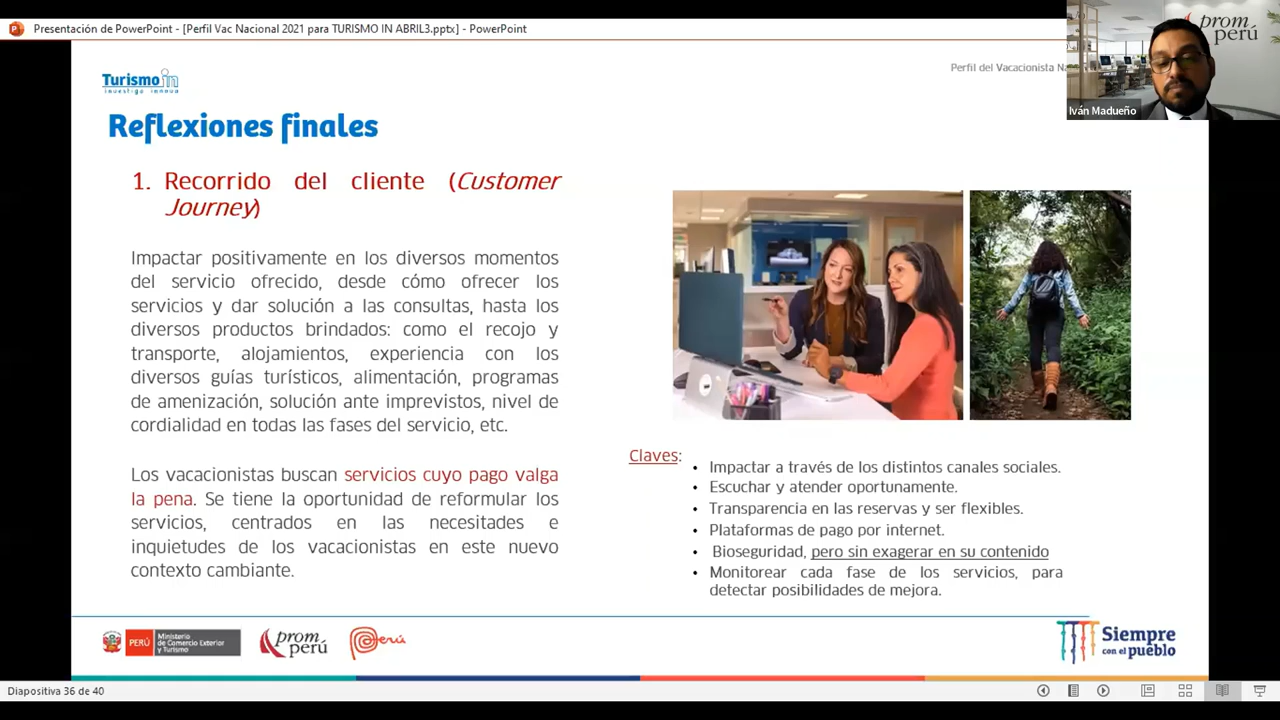 Presentación de PowerPoint - [Perfil Vac Nacional 2021 para TURISMO IN ABRIL3.pptx] - PowerPoint
prom
perú
Iván Madueño
Perfil del Vacacionista
Turismo in
investiga innova
Reflexiones finales
1. Recorrido del cliente (Customer
Journey)
Impactar positivamente en los diversos momentos
del servicio ofrecido, desde cómo ofrecer los
servicios y dar solución a las consultas, hasta los
diversos productos brindados: como el recojo y
transporte, alojamientos, experiencia con los
diversos guías turísticos, alimentación, programas
de amenización, solución ante imprevistos, nivel de
cordialidad en todas las fases del servicio, etc.
Los vacacionistas buscan servicios cuyo pago valga
la pena. Se tiene la oportunidad de reformular los
servicios, centrados en las necesidades e
inquietudes de los vacacionistas en este nuevo
contexto cambiante.
Claves:
• Impactar a través de los distintos canales sociales.
• Escuchar y atender oportunamente.
• Transparencia en las reservas y ser flexibles.
• Plataformas de pago por internet.
• Bioseguridad, pero sin exagerar en su contenido
• Monitorear cada fase de los servicios, para
detectar posibilidades de mejora.
PERÚ
Ministerio
de Comercio Exterior
y Turismo
prom
perú
Perú
Siempre
con el pueblo
Diapositiva 36 de 40